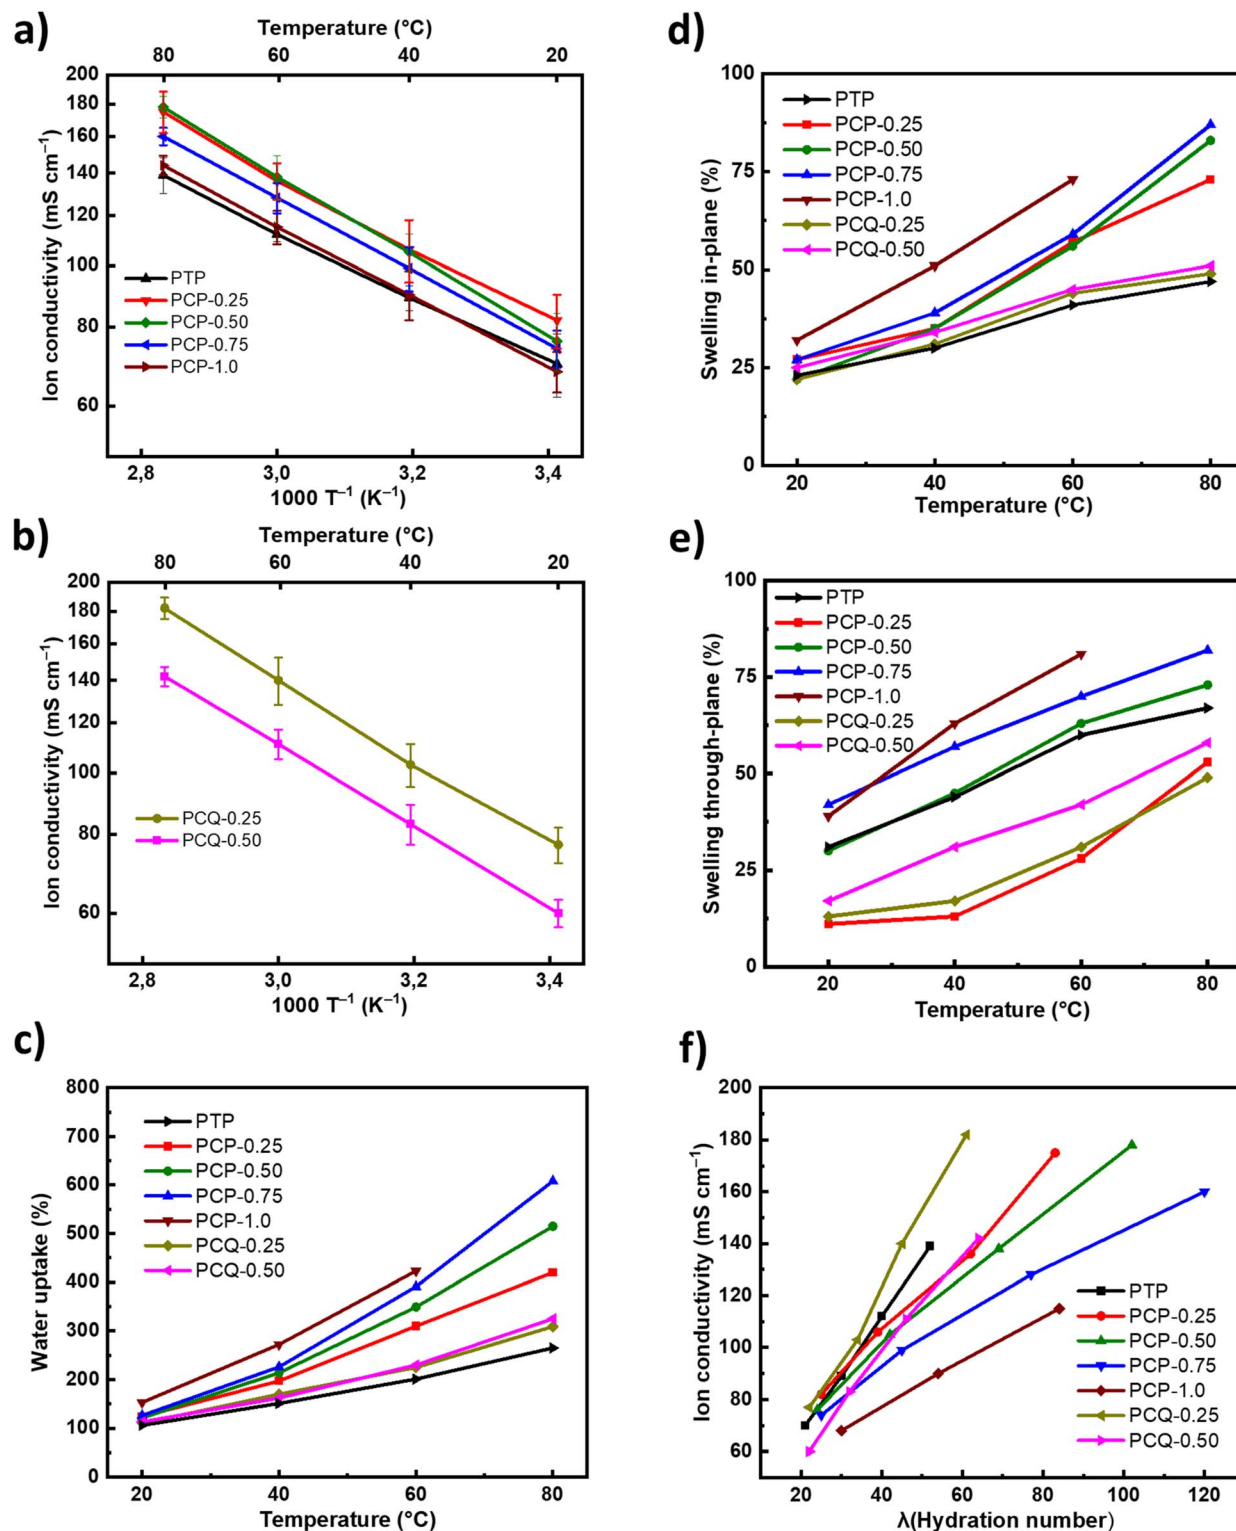 a)
Temperature (°C)
80 60 40 20
200
180
160
140
120
100
80
60
Ion conductivity (mS cm⁻¹)
PTP
PCP-0.25
PCP-0.50
PCP-0.75
PCP-1.0
2,8 3,0 3,2 3,4
1000 T⁻¹ (K⁻¹)
b)
Temperature (°C)
80 60 40 20
200
180
160
140
120
100
80
60
Ion conductivity (mS cm⁻¹)
PCQ-0.25
PCQ-0.50
2,8 3,0 3,2 3,4
1000 T⁻¹ (K⁻¹)
c)
800
700
600
500
400
300
200
100
0
Water uptake (%)
PTP
PCP-0.25
PCP-0.50
PCP-0.75
PCP-1.0
PCQ-0.25
PCQ-0.50
20 40 60 80
Temperature (°C)
d)
100
75
50
25
0
Swelling in-plane (%)
PTP
PCP-0.25
PCP-0.50
PCP-0.75
PCP-1.0
PCQ-0.25
PCQ-0.50
20 40 60 80
Temperature (°C)
e)
100
75
50
25
0
Swelling through-plane (%)
PTP
PCP-0.25
PCP-0.50
PCP-0.75
PCP-1.0
PCQ-0.25
PCQ-0.50
20 40 60 80
Temperature (°C)
f)
200
180
160
140
120
100
80
60
Ion conductivity (mS cm⁻¹)
PTP
PCP-0.25
PCP-0.50
PCP-0.75
PCP-1.0
PCQ-0.25
PCQ-0.50
20 40 60 80 100 120
λ(Hydration number)